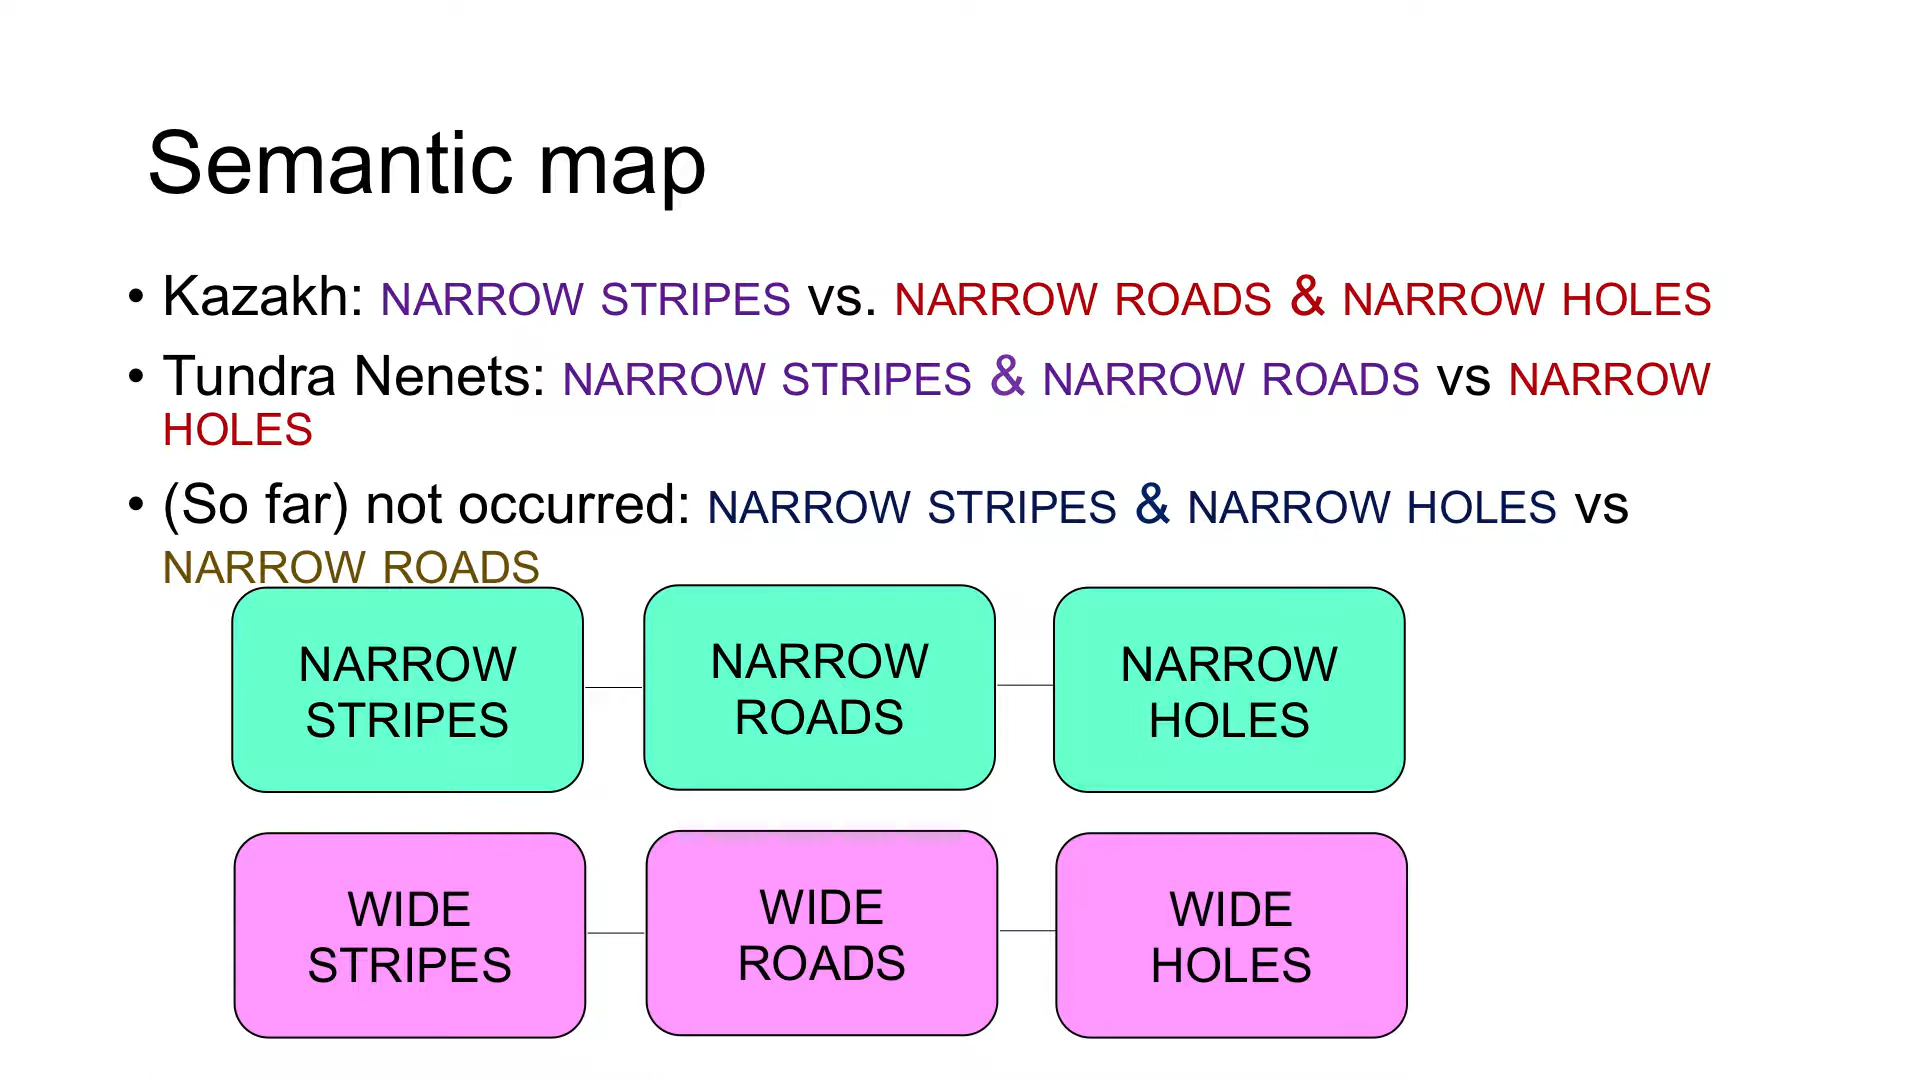 Semantic map
• Kazakh: NARROW STRIPES vs. NARROW ROADS & NARROW HOLES
• Tundra Nenets: NARROW STRIPES & NARROW ROADS vs NARROW
HOLES
• (So far) not occurred: NARROW STRIPES & NARROW HOLES vs
NARROW ROADS
NARROW
STRIPES
NARROW
ROADS
NARROW
HOLES
WIDE
STRIPES
WIDE
ROADS
WIDE
HOLES